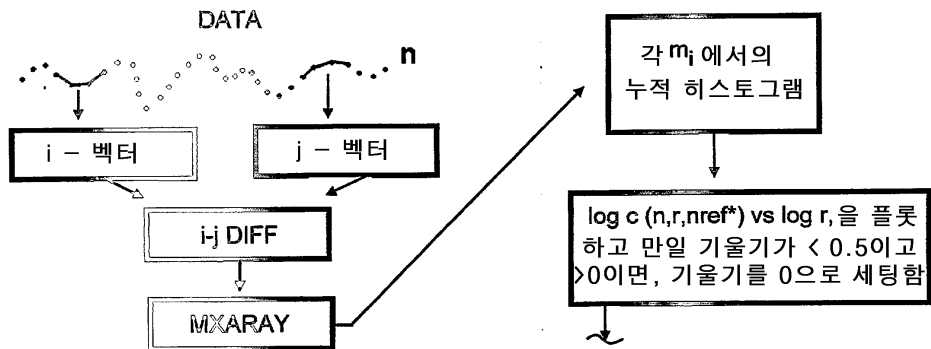 DATA
n
i – 벡터
j – 벡터
i-j DIFF
MXARAY
각 mi 에서의
누적 히스토그램
log c (n,r,nref*) vs log r,을 플롯
하고 만일 기울기가 < 0.5이고
>0이면, 기울기를 0으로 세팅함